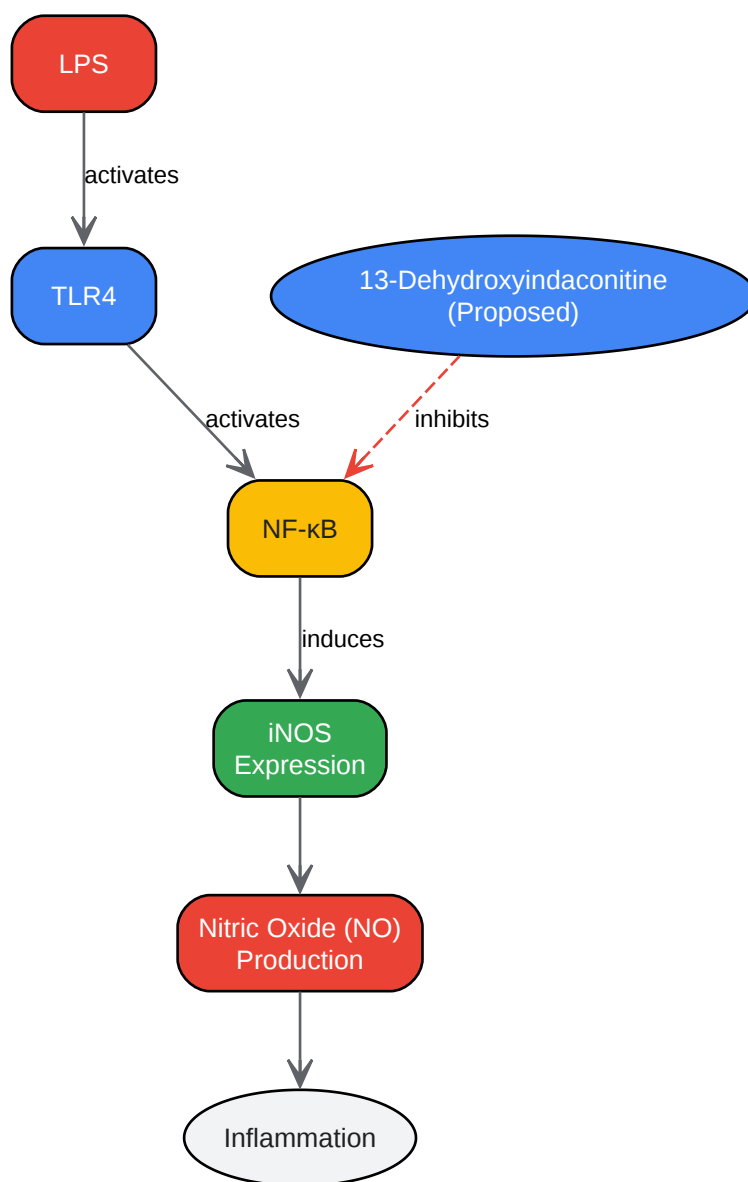 LPS
activates
TLR4
13-Dehydroxyindaconitine
(Proposed)
activates
inhibits
NF-κB
induces
iNOS
Expression
Nitric Oxide (NO)
Production
Inflammation